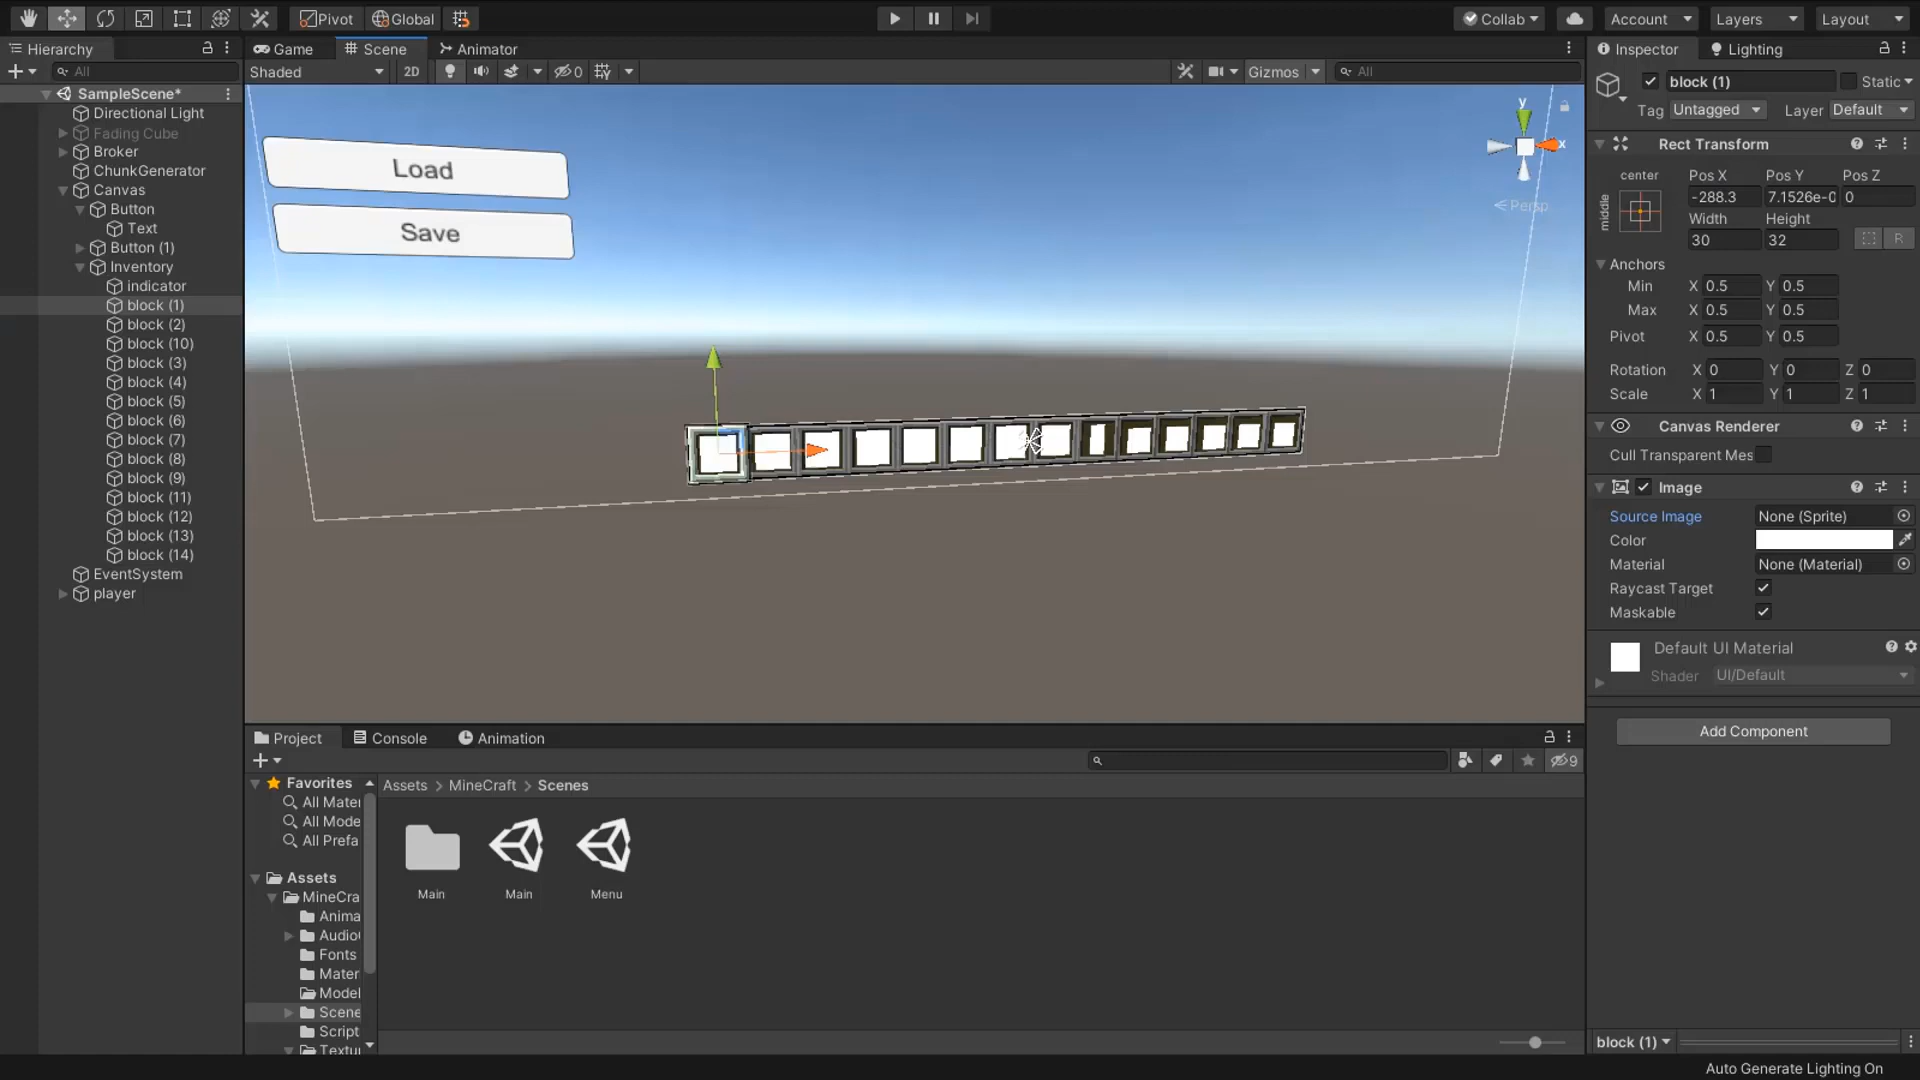 Pivot
Global
Collab
Account
Layers
Layout
Hierarchy
All
SampleScene*
Directional Light
Fading Cube
Broker
ChunkGenerator
Canvas
Button
Text
Button (1)
Inventory
indicator
block (1)
block (2)
block (10)
block (3)
block (4)
block (5)
block (6)
block (7)
block (8)
block (9)
block (11)
block (12)
block (13)
block (14)
EventSystem
player
Game
Scene
Animator
Shaded
2D
0
Gizmos
All
Load
Save
y
x
Persp
Project
Console
Animation
9
Favorites
All Mater
All Mode
All Prefa
Assets
MineCra
Anima
Audio
Fonts
Mater
Model
Scene
Script
Textu
Assets > MineCraft > Scenes
Main
Main
Menu
Inspector
Lighting
block (1)
Static
Tag Untagged
Layer Default
Rect Transform
center
middle
Pos X Pos Y Pos Z
-288.3 7.1526e-0 0
Width Height
30 32
R
Anchors
Min X 0.5 Y 0.5
Max X 0.5 Y 0.5
Pivot X 0.5 Y 0.5
Rotation X 0 Y 0 Z 0
Scale X 1 Y 1 Z 1
Canvas Renderer
Cull Transparent Mes
Image
Source Image None (Sprite)
Color
Material None (Material)
Raycast Target
Maskable
Default UI Material
Shader UI/Default
Add Component
block (1)
Auto Generate Lighting On